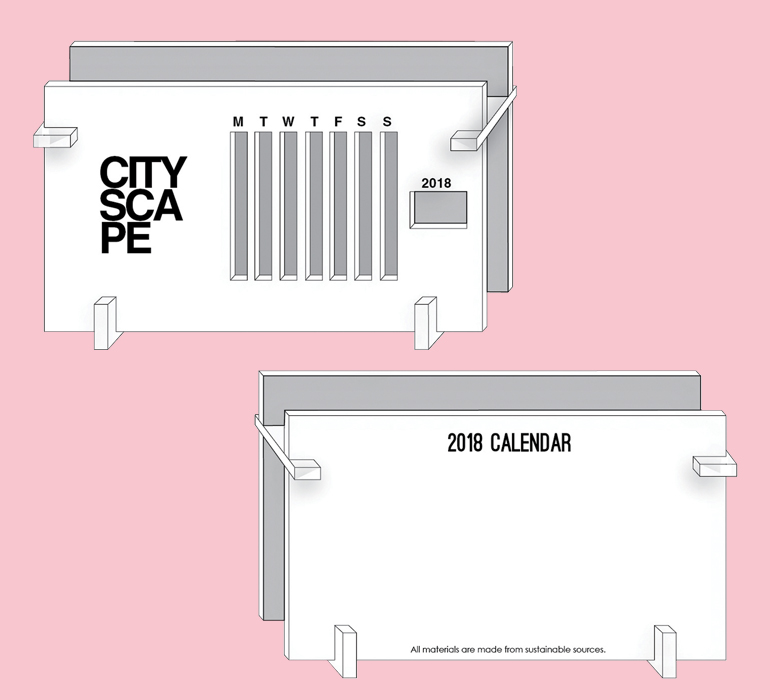 M T W T F S S
CITY
SCA
PE
2018
2018 CALENDAR
All materials are made from sustainable sources.